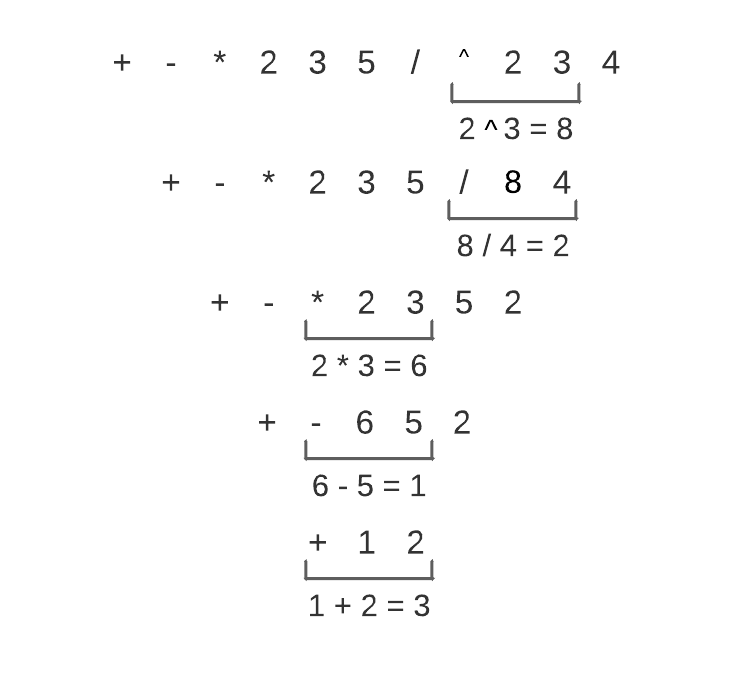 + - * 2 3 5 / ^ 2 3 4
2 ^ 3 = 8
+ - * 2 3 5 / 8 4
8 / 4 = 2
+ - * 2 3 5 2
2 * 3 = 6
+ - 6 5 2
6 - 5 = 1
+ 1 2
1 + 2 = 3